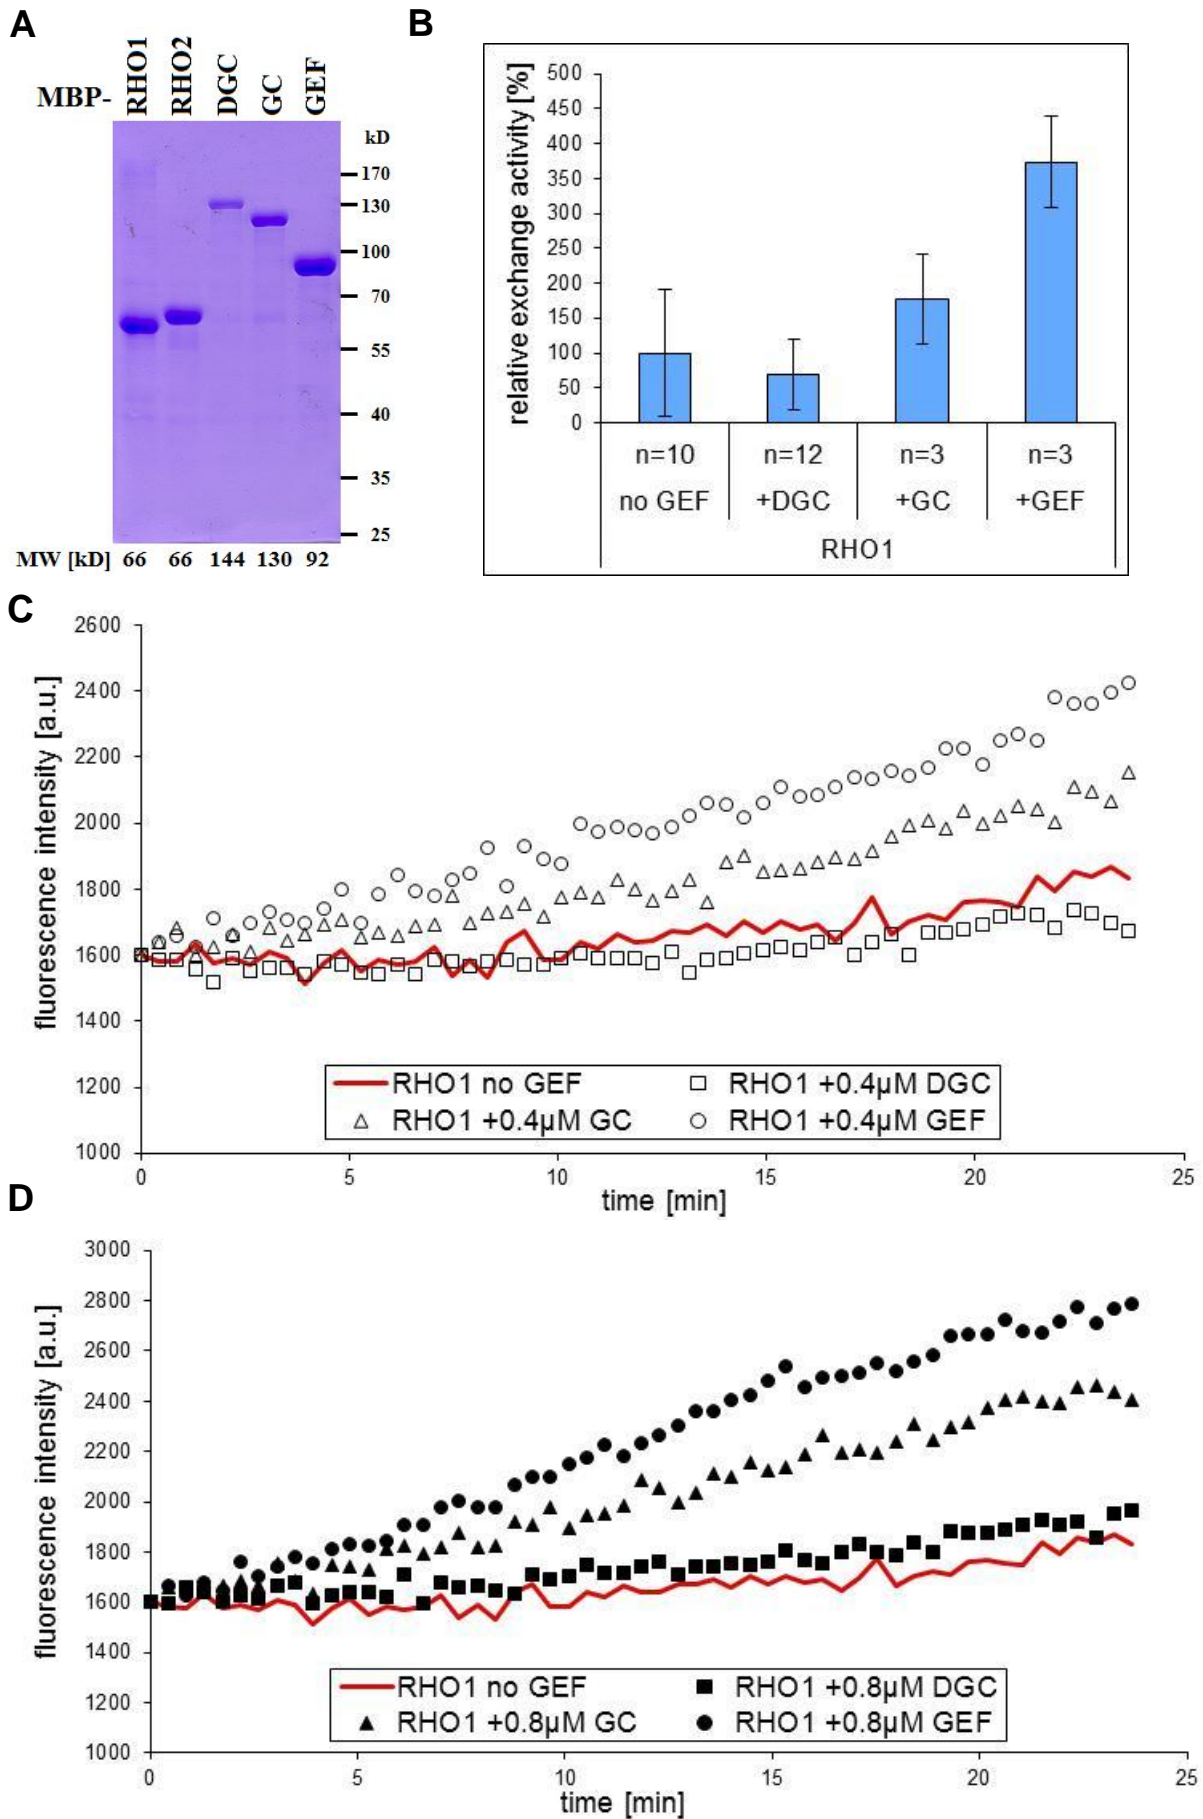 A
MBP- RHO1 RHO2 DGC GC GEF
kD
170
130
100
70
55
40
35
25
MW [kD] 66 66 144 130 92
B
relative exchange activity [%]
500
450
400
350
300
250
200
150
100
50
0
n=10 n=12 n=3 n=3
no GEF +DGC +GC +GEF
RHO1
C
fluorescence intensity [a.u.]
2600
2400
2200
2000
1800
1600
1400
1200
1000
RHO1 no GEF RHO1 +0.4µM DGC
RHO1 +0.4µM GC RHO1 +0.4µM GEF
0 5 10 15 20 25
time [min]
D
fluorescence intensity [a.u.]
3000
2800
2600
2400
2200
2000
1800
1600
1400
1200
1000
RHO1 no GEF RHO1 +0.8µM DGC
RHO1 +0.8µM GC RHO1 +0.8µM GEF
0 5 10 15 20 25
time [min]